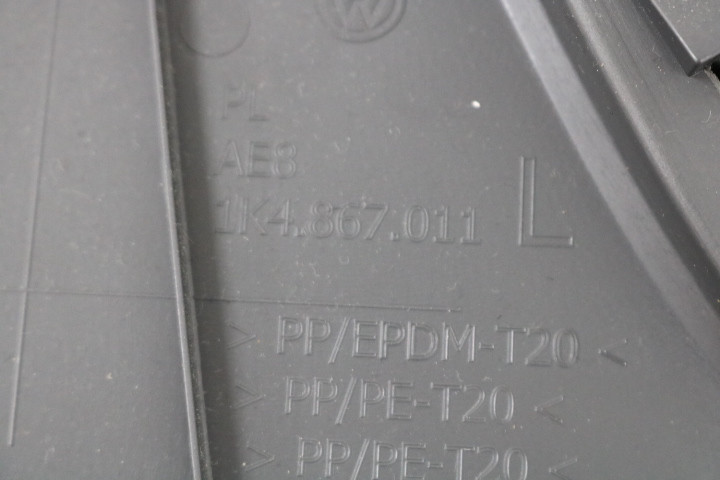 PL
AE8
1K4.867.011 L
> PP/EPDM-T20 <
> PP/PE-T20 <
> PP/PE-T20 <